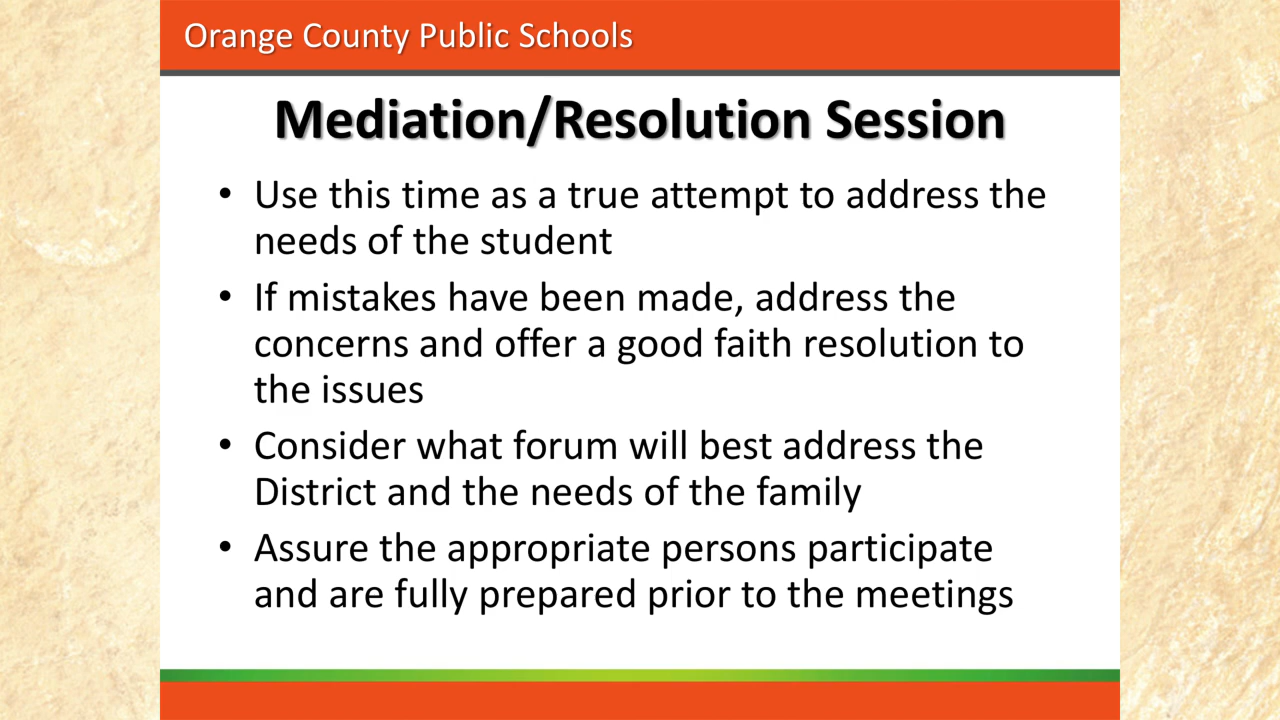 Orange County Public Schools
Mediation/Resolution Session
• Use this time as a true attempt to address the
needs of the student
• If mistakes have been made, address the
concerns and offer a good faith resolution to
the issues
• Consider what forum will best address the
District and the needs of the family
• Assure the appropriate persons participate
and are fully prepared prior to the meetings